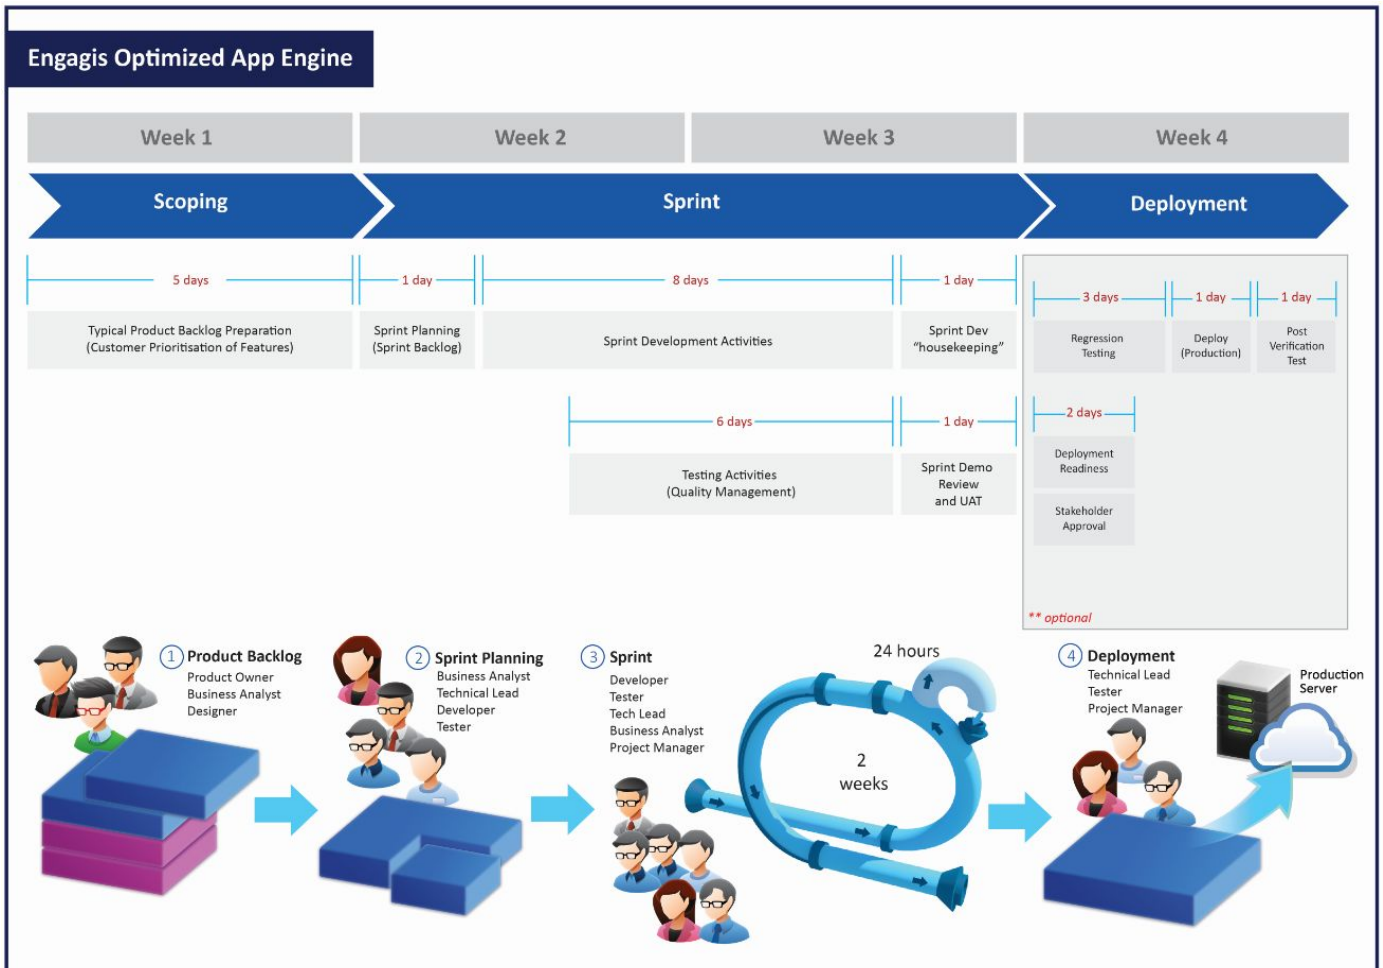 Engagis Optimized App Engine
Week 1
Week 2
Week 3
Week 4
Scoping
Sprint
Deployment
5 days
1 day
8 days
1 day
3 days
1 day
1 day
Typical Product Backlog Preparation
(Customer Prioritisation of Features)
Sprint Planning
(Sprint Backlog)
Sprint Development Activities
Sprint Dev
“housekeeping”
Regression
Testing
Deploy
(Production)
Post
Verification
Test
6 days
1 day
2 days
Testing Activities
(Quality Management)
Sprint Demo
Review
and UAT
Deployment
Readiness
Stakeholder
Approval
** optional
1 Product Backlog
Product Owner
Business Analyst
Designer
2 Sprint Planning
Business Analyst
Technical Lead
Developer
Tester
3 Sprint
Developer
Tester
Tech Lead
Business Analyst
Project Manager
24 hours
2
weeks
4 Deployment
Technical Lead
Tester
Project Manager
Production
Server